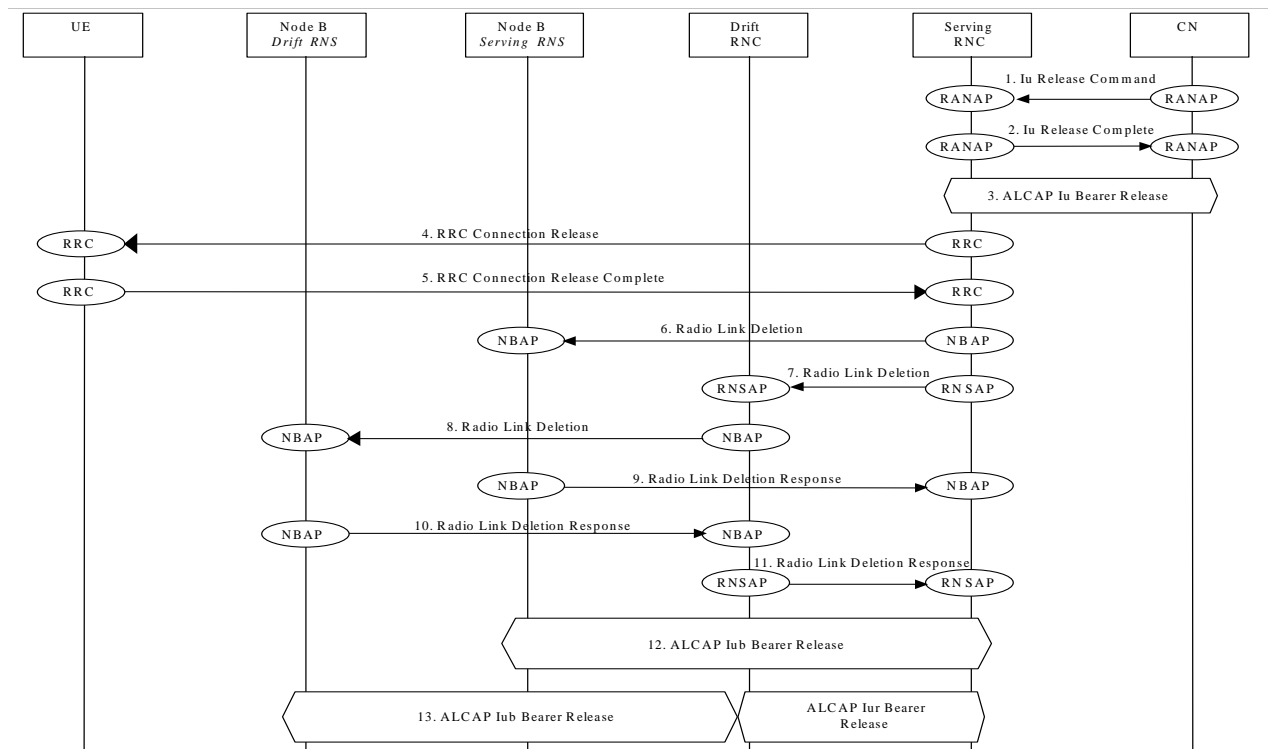 UE
Node B
Drift RNS
Node B
Serving RNS
Drift
RNC
Serving
RNC
CN
1. Iu Release Command
RANAP
RANAP
2. Iu Release Complete
RANAP
RANAP
3. ALCAP Iu Bearer Release
4. RRC Connection Release
RRC
RRC
5. RRC Connection Release Complete
RRC
RRC
6. Radio Link Deletion
NBAP
NBAP
7. Radio Link Deletion
RNSAP
RNSAP
8. Radio Link Deletion
NBAP
NBAP
9. Radio Link Deletion Response
NBAP
NBAP
10. Radio Link Deletion Response
NBAP
NBAP
11. Radio Link Deletion Response
RNSAP
RNSAP
12. ALCAP Iub Bearer Release
13. ALCAP Iub Bearer Release
ALCAP Iur Bearer
Release